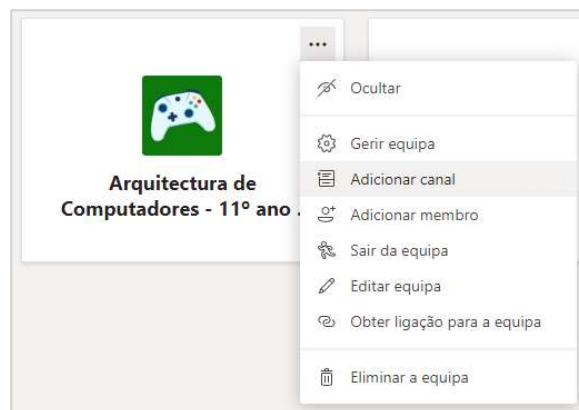 ...
Ocultar
Gerir equipa
Arquitectura de
Computadores - 11º ano .
Adicionar canal
Adicionar membro
Sair da equipa
Editar equipa
Obter ligação para a equipa
Eliminar a equipa